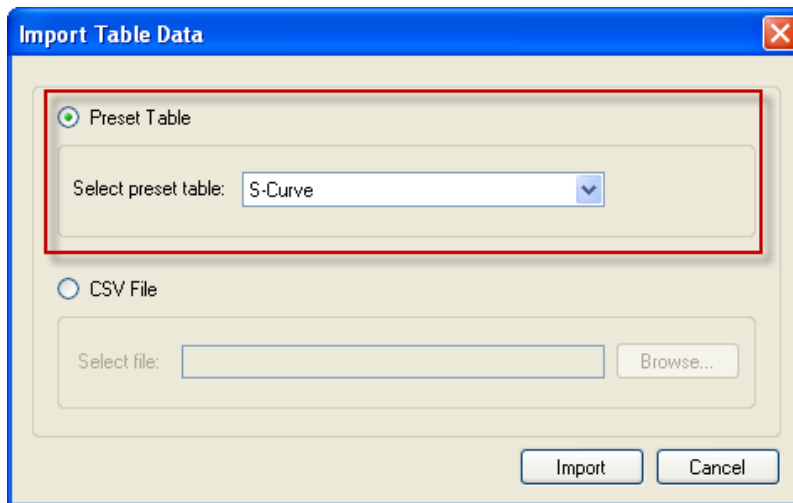 Import Table Data
Preset Table
Select preset table: S-Curve
CSV File
Select file: Browse...
Import Cancel